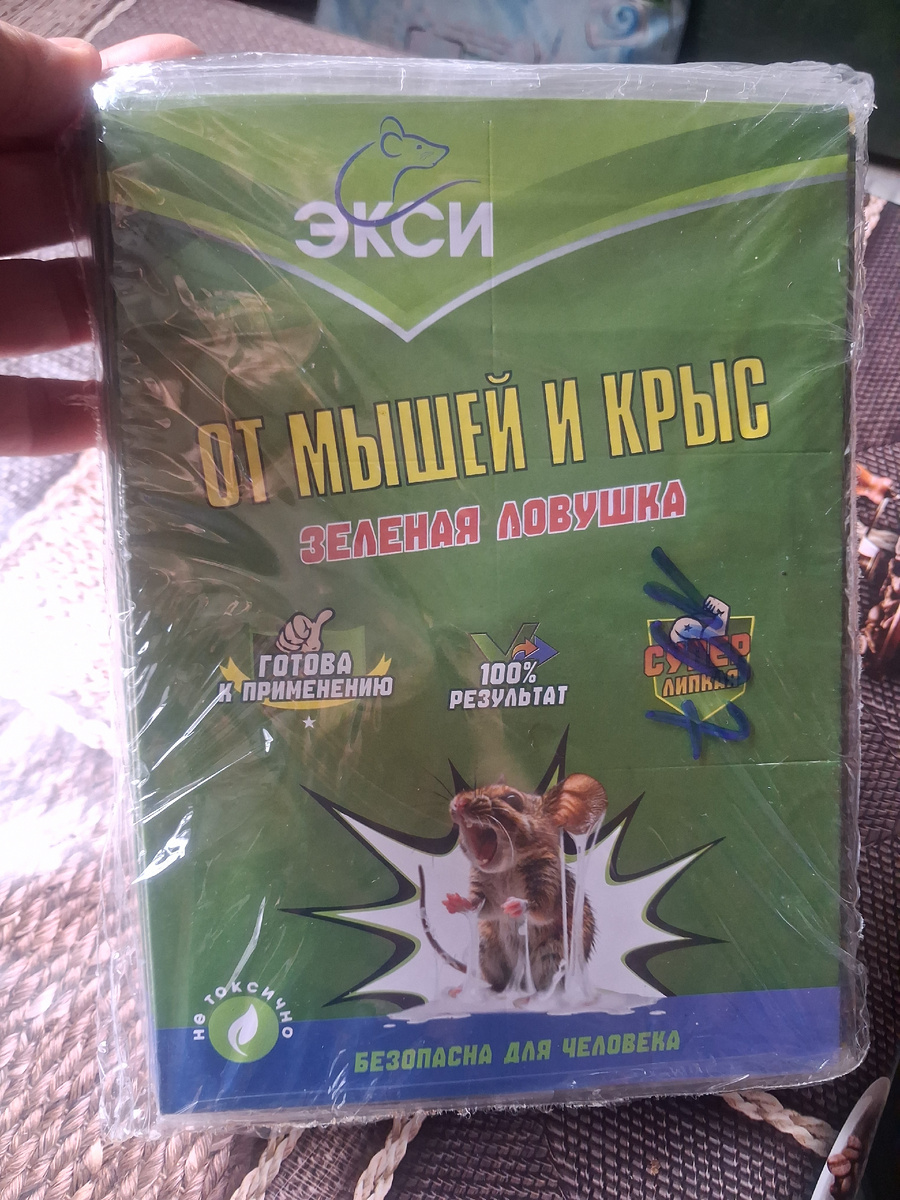 ЭКСИ
ОТ МЫШЕЙ И КРЫС
ЗЕЛЕНАЯ ЛОВУШКА
ГОТОВА
К ПРИМЕНЕНИЮ
100%
РЕЗУЛЬТАТ
СУПЕР
ЛИПКАЯ
НЕ ТОКСИЧНО
БЕЗОПАСНА ДЛЯ ЧЕЛОВЕКА